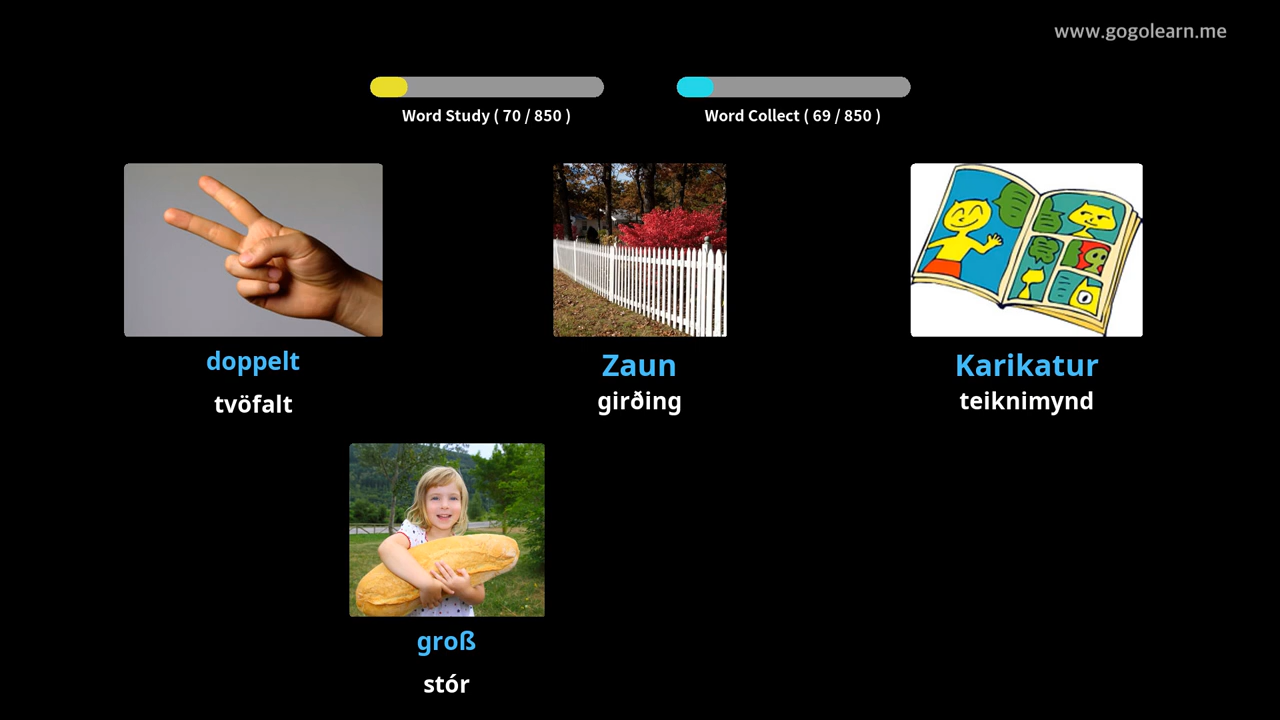 www.gogolearn.me
Word Study ( 70 / 850 )
Word Collect ( 69 / 850 )
doppelt
tvöfalt
Zaun
girðing
Karikatur
teiknimynd
groß
stór